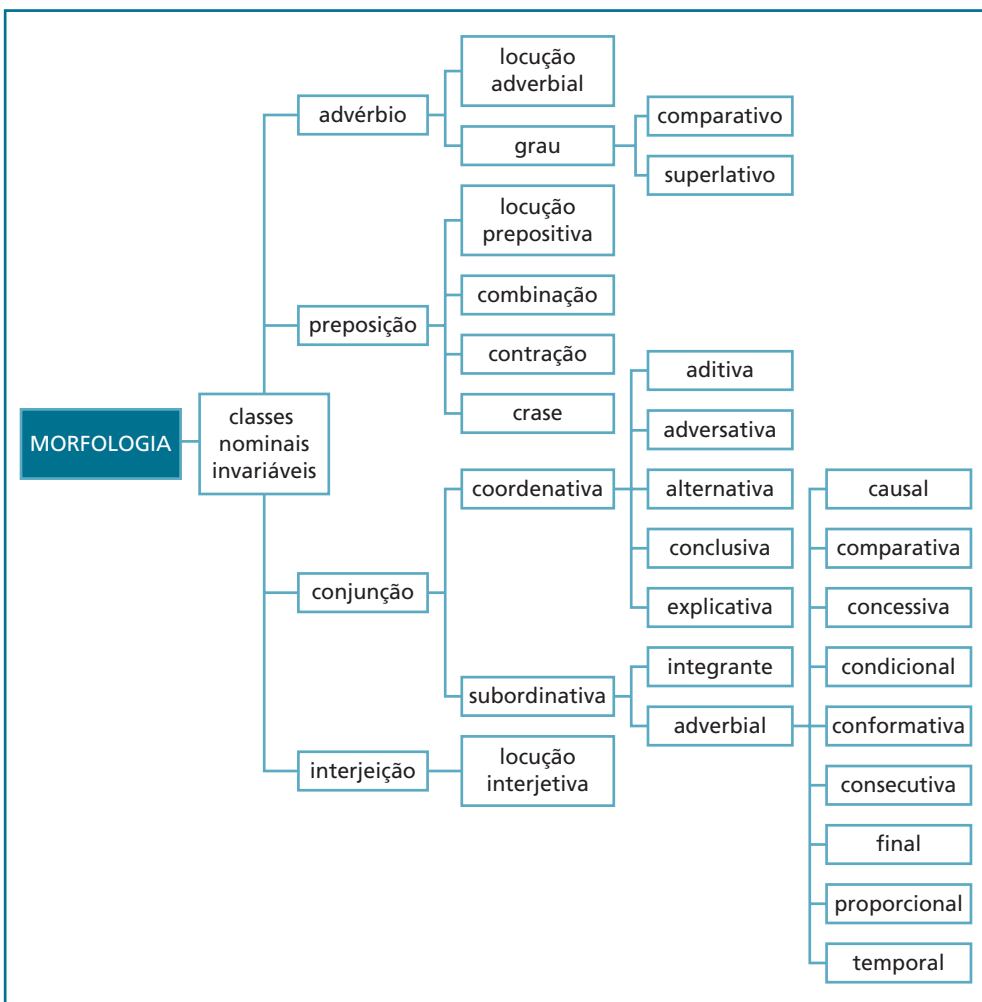 MORFOLOGIA
classes
nominais
invariáveis
advérbio
locução
adverbial
grau
comparativo
superlativo
preposição
locução
prepositiva
combinação
contração
crase
conjunção
coordenativa
aditiva
adversativa
alternativa
conclusiva
explicativa
subordinativa
integrante
adverbial
causal
comparativa
concessiva
condicional
conformativa
consecutiva
final
proporcional
temporal
interjeição
locução
interjetiva